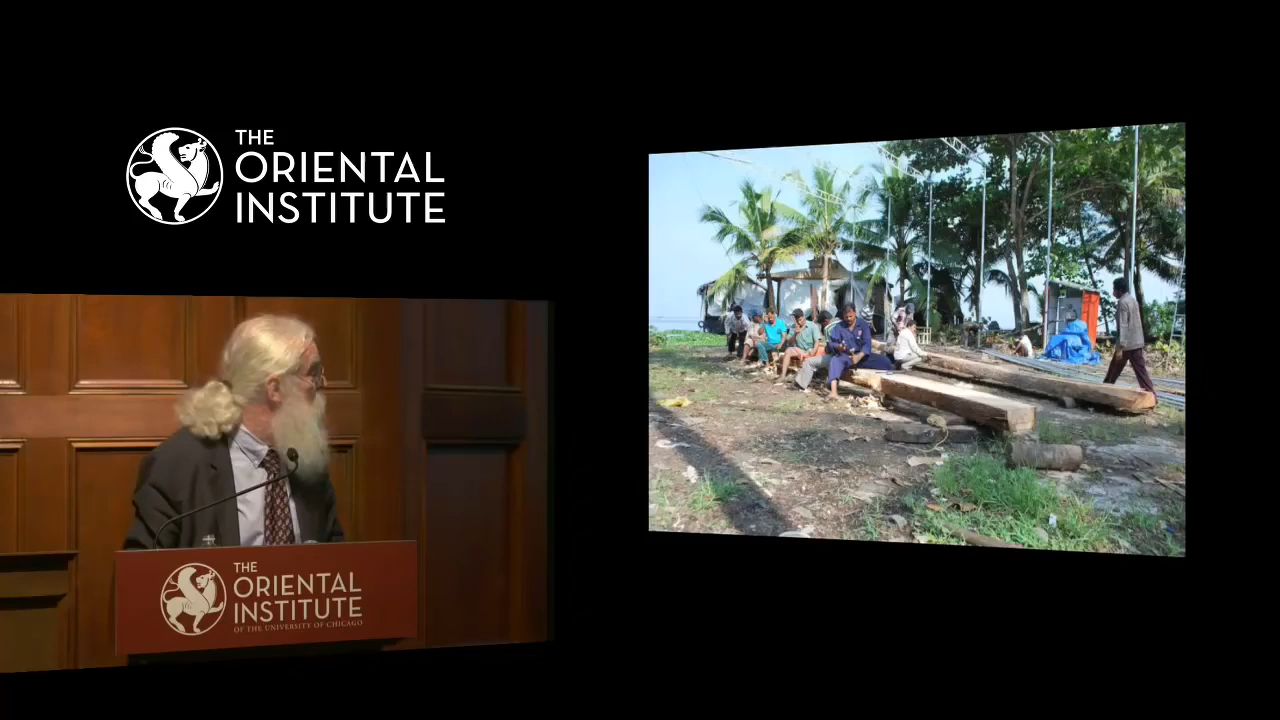 THE
ORIENTAL
INSTITUTE
THE
ORIENTAL
INSTITUTE
OF THE UNIVERSITY OF CHICAGO